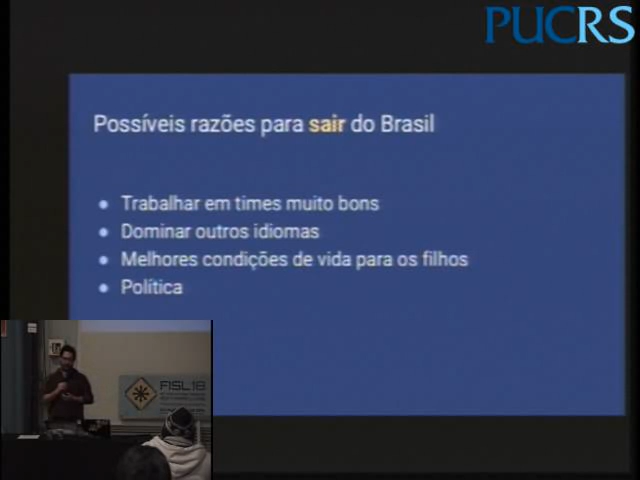 PUCRS
Possíveis razões para sair do Brasil
Trabalhar em times muito bons
Dominar outros idiomas
Melhores condições de vida para os filhos
Política
FISL18